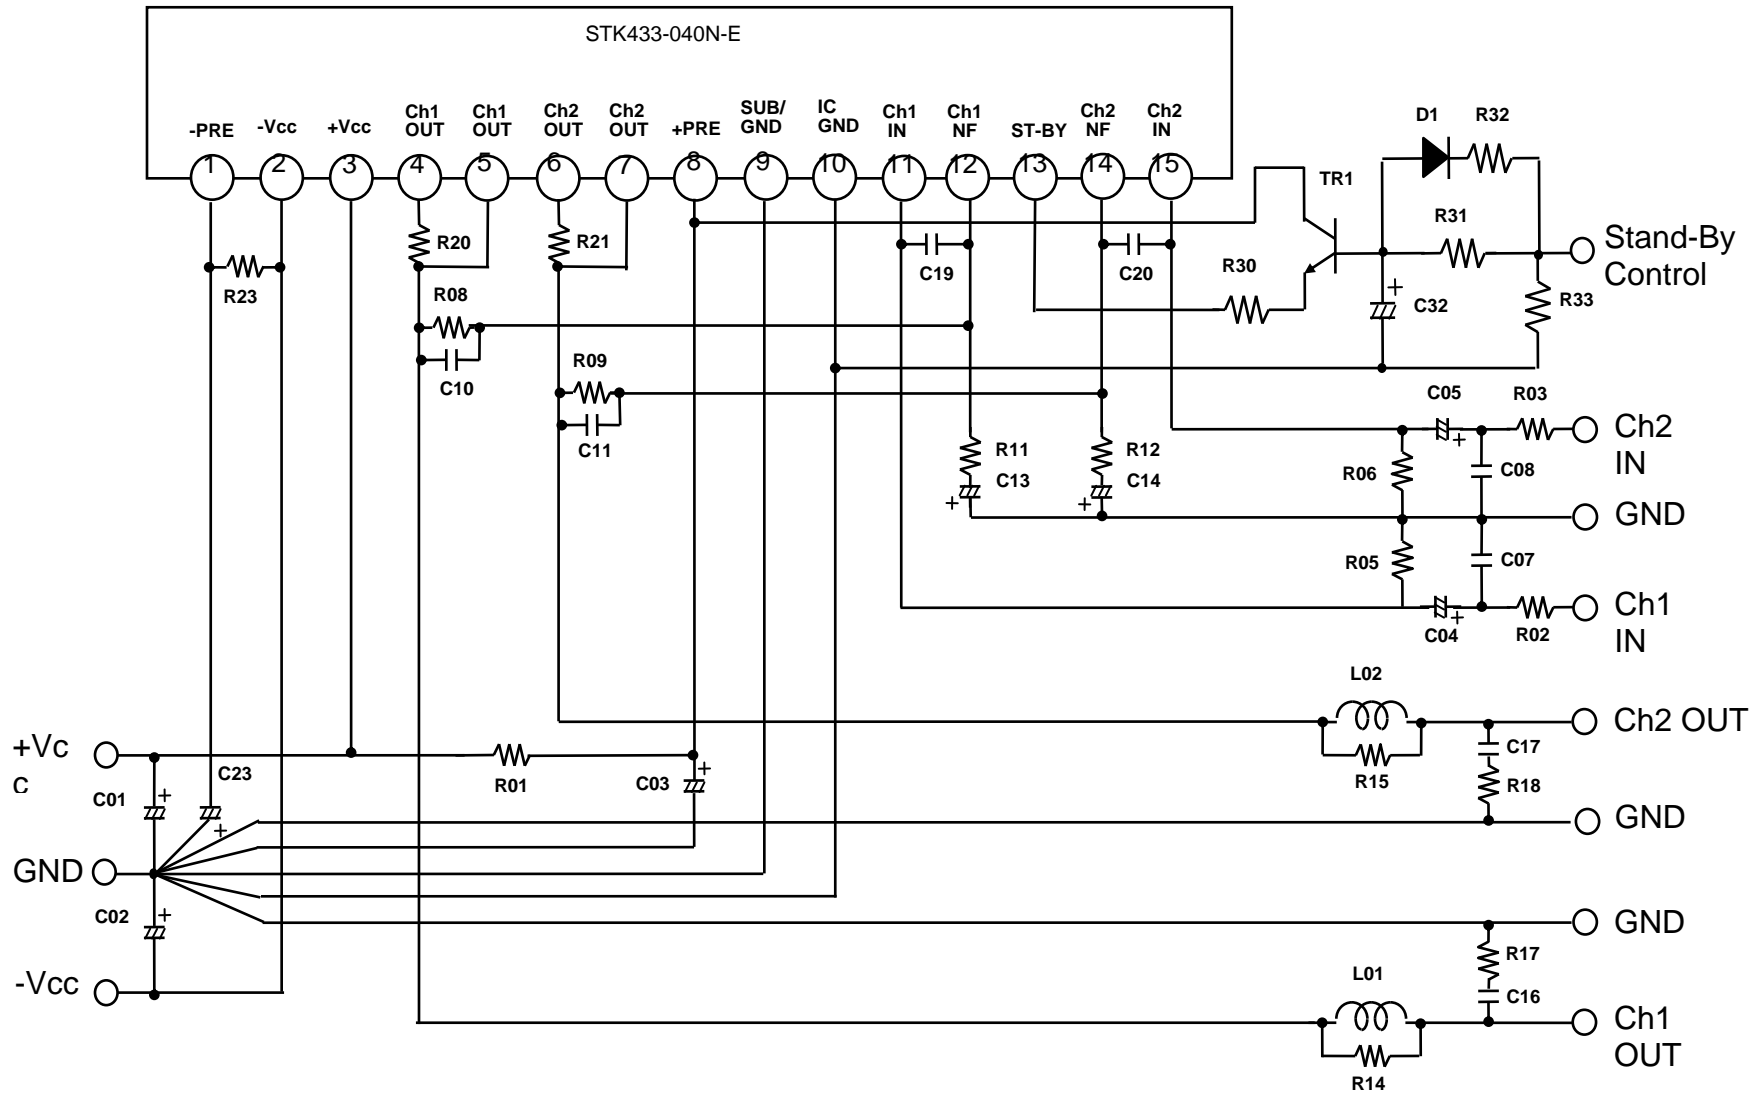 STK433-040N-E
-PRE
-Vcc
+Vcc
Ch1
OUT
Ch1
OUT
Ch2
OUT
Ch2
OUT
+PRE
SUB/
GND
IC
GND
Ch1
IN
Ch1
NF
ST-BY
Ch2
NF
Ch2
IN
1
2
3
4
5
6
7
8
9
10
11
12
13
14
15
D1
R32
TR1
R31
Stand-By
Control
R20
R21
C19
C20
R30
R33
R23
R08
+
C32
C10
R09
C11
C05
R03
Ch2
IN
+
R11
C13
+
R12
C14
+
R06
C08
GND
R05
C07
Ch1
IN
C04
+
R02
L02
Ch2 OUT
C17
R15
R18
+Vc
c
C23
C01
+
+
R01
C03
+
GND
GND
C02
+
GND
-Vcc
R17
L01
C16
Ch1
OUT
R14